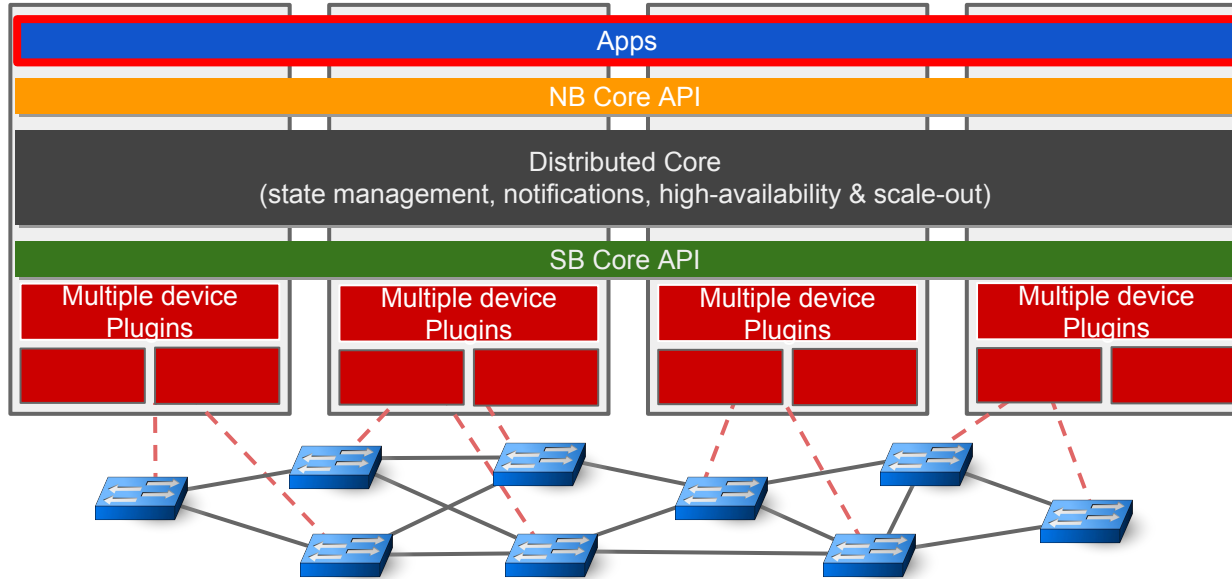 Apps
NB Core API
Distributed Core
(state management, notifications, high-availability & scale-out)
SB Core API
Multiple device
Plugins
Multiple device
Plugins
Multiple device
Plugins
Multiple device
Plugins